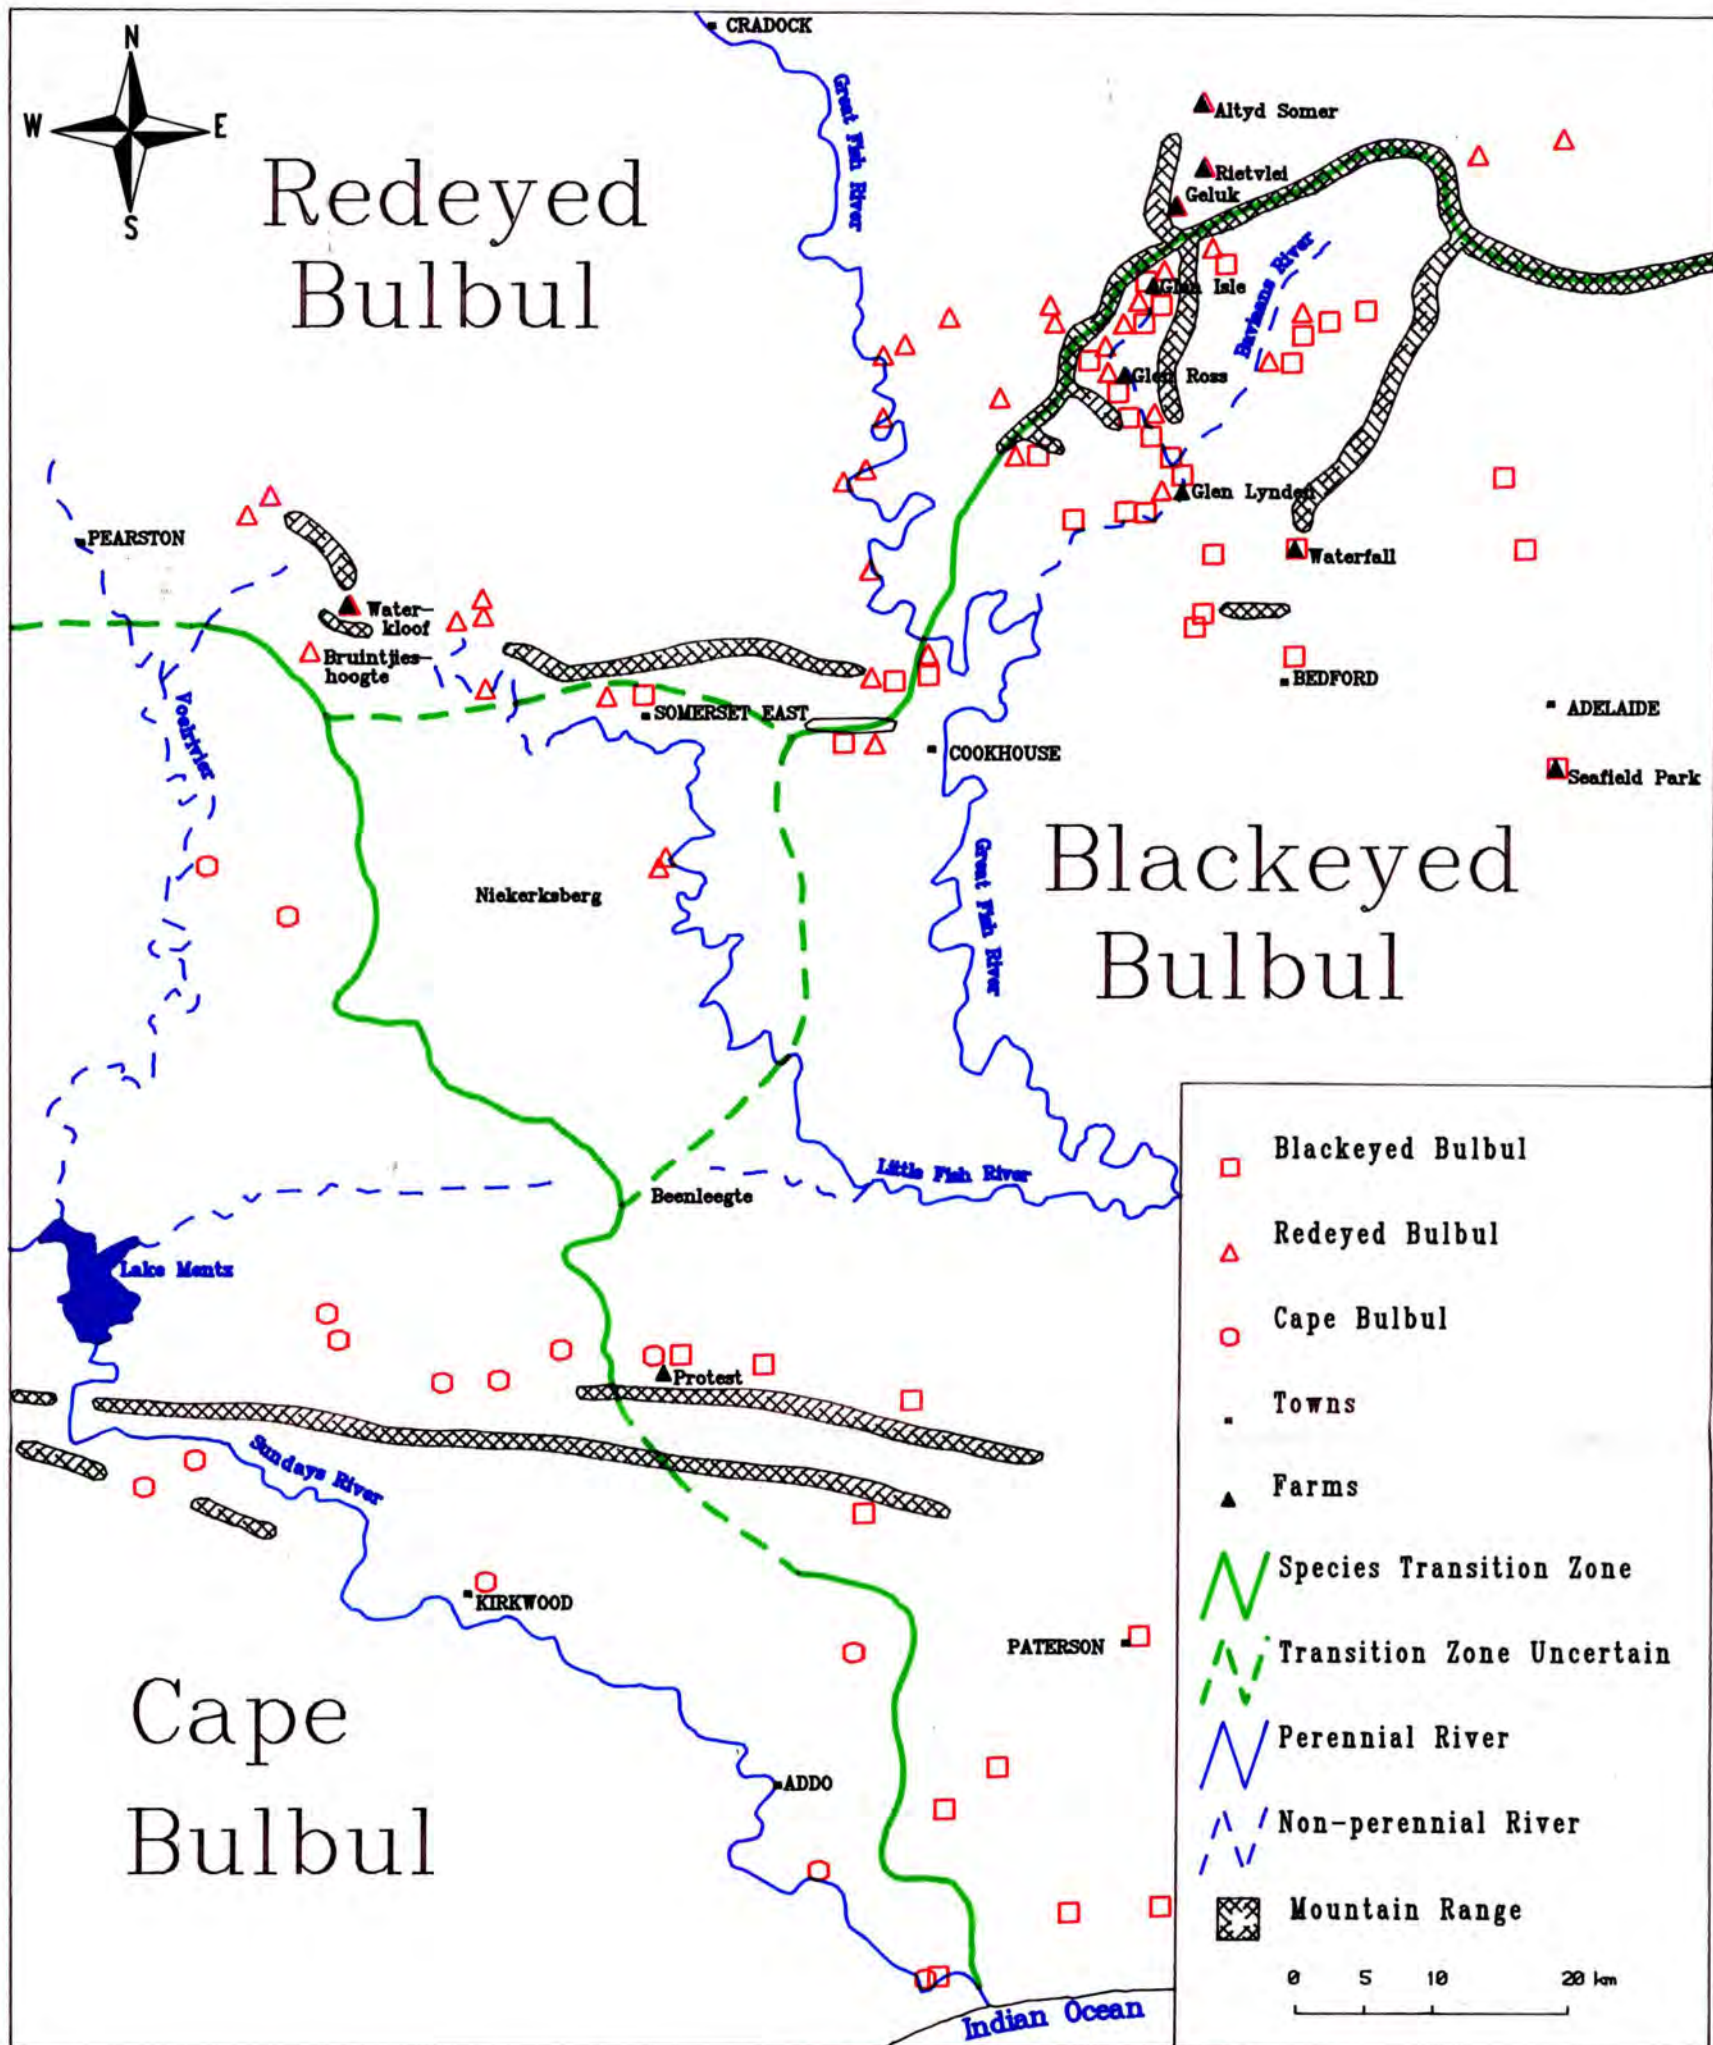 N
W
E
S
CRADOCK
Great Fish River
Redeyed
Bulbul
Altyd Somer
Rietvlei
Geluk
Glen Isle
Baviaans River
Glen Ross
Glen Lynden
Waterfall
PEARSTON
Water-
kloof
Bruintjies-
hoogte
Voelrivier
SOMERSET EAST
COOKHOUSE
BEDFORD
ADELAIDE
Seafield Park
Blackeyed
Bulbul
Niekerksberg
Great Fish River
Little Fish River
Beenleegte
Lake Mentz
Protest
Sundays River
KIRKWOOD
PATERSON
Cape
Bulbul
ADDO
Indian Ocean
Blackeyed Bulbul
Redeyed Bulbul
Cape Bulbul
Towns
Farms
Species Transition Zone
Transition Zone Uncertain
Perennial River
Non-perennial River
Mountain Range
0 5 10 20 km